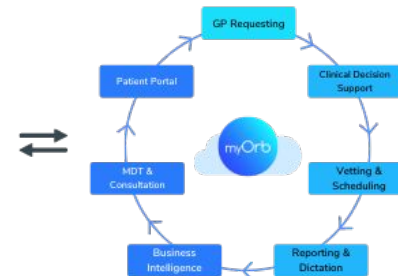 GP Requesting
Patient Portal
Clinical Decision
Support
myOrb
MDT &
Consultation
Vetting &
Scheduling
Business
Intelligence
Reporting &
Dictation